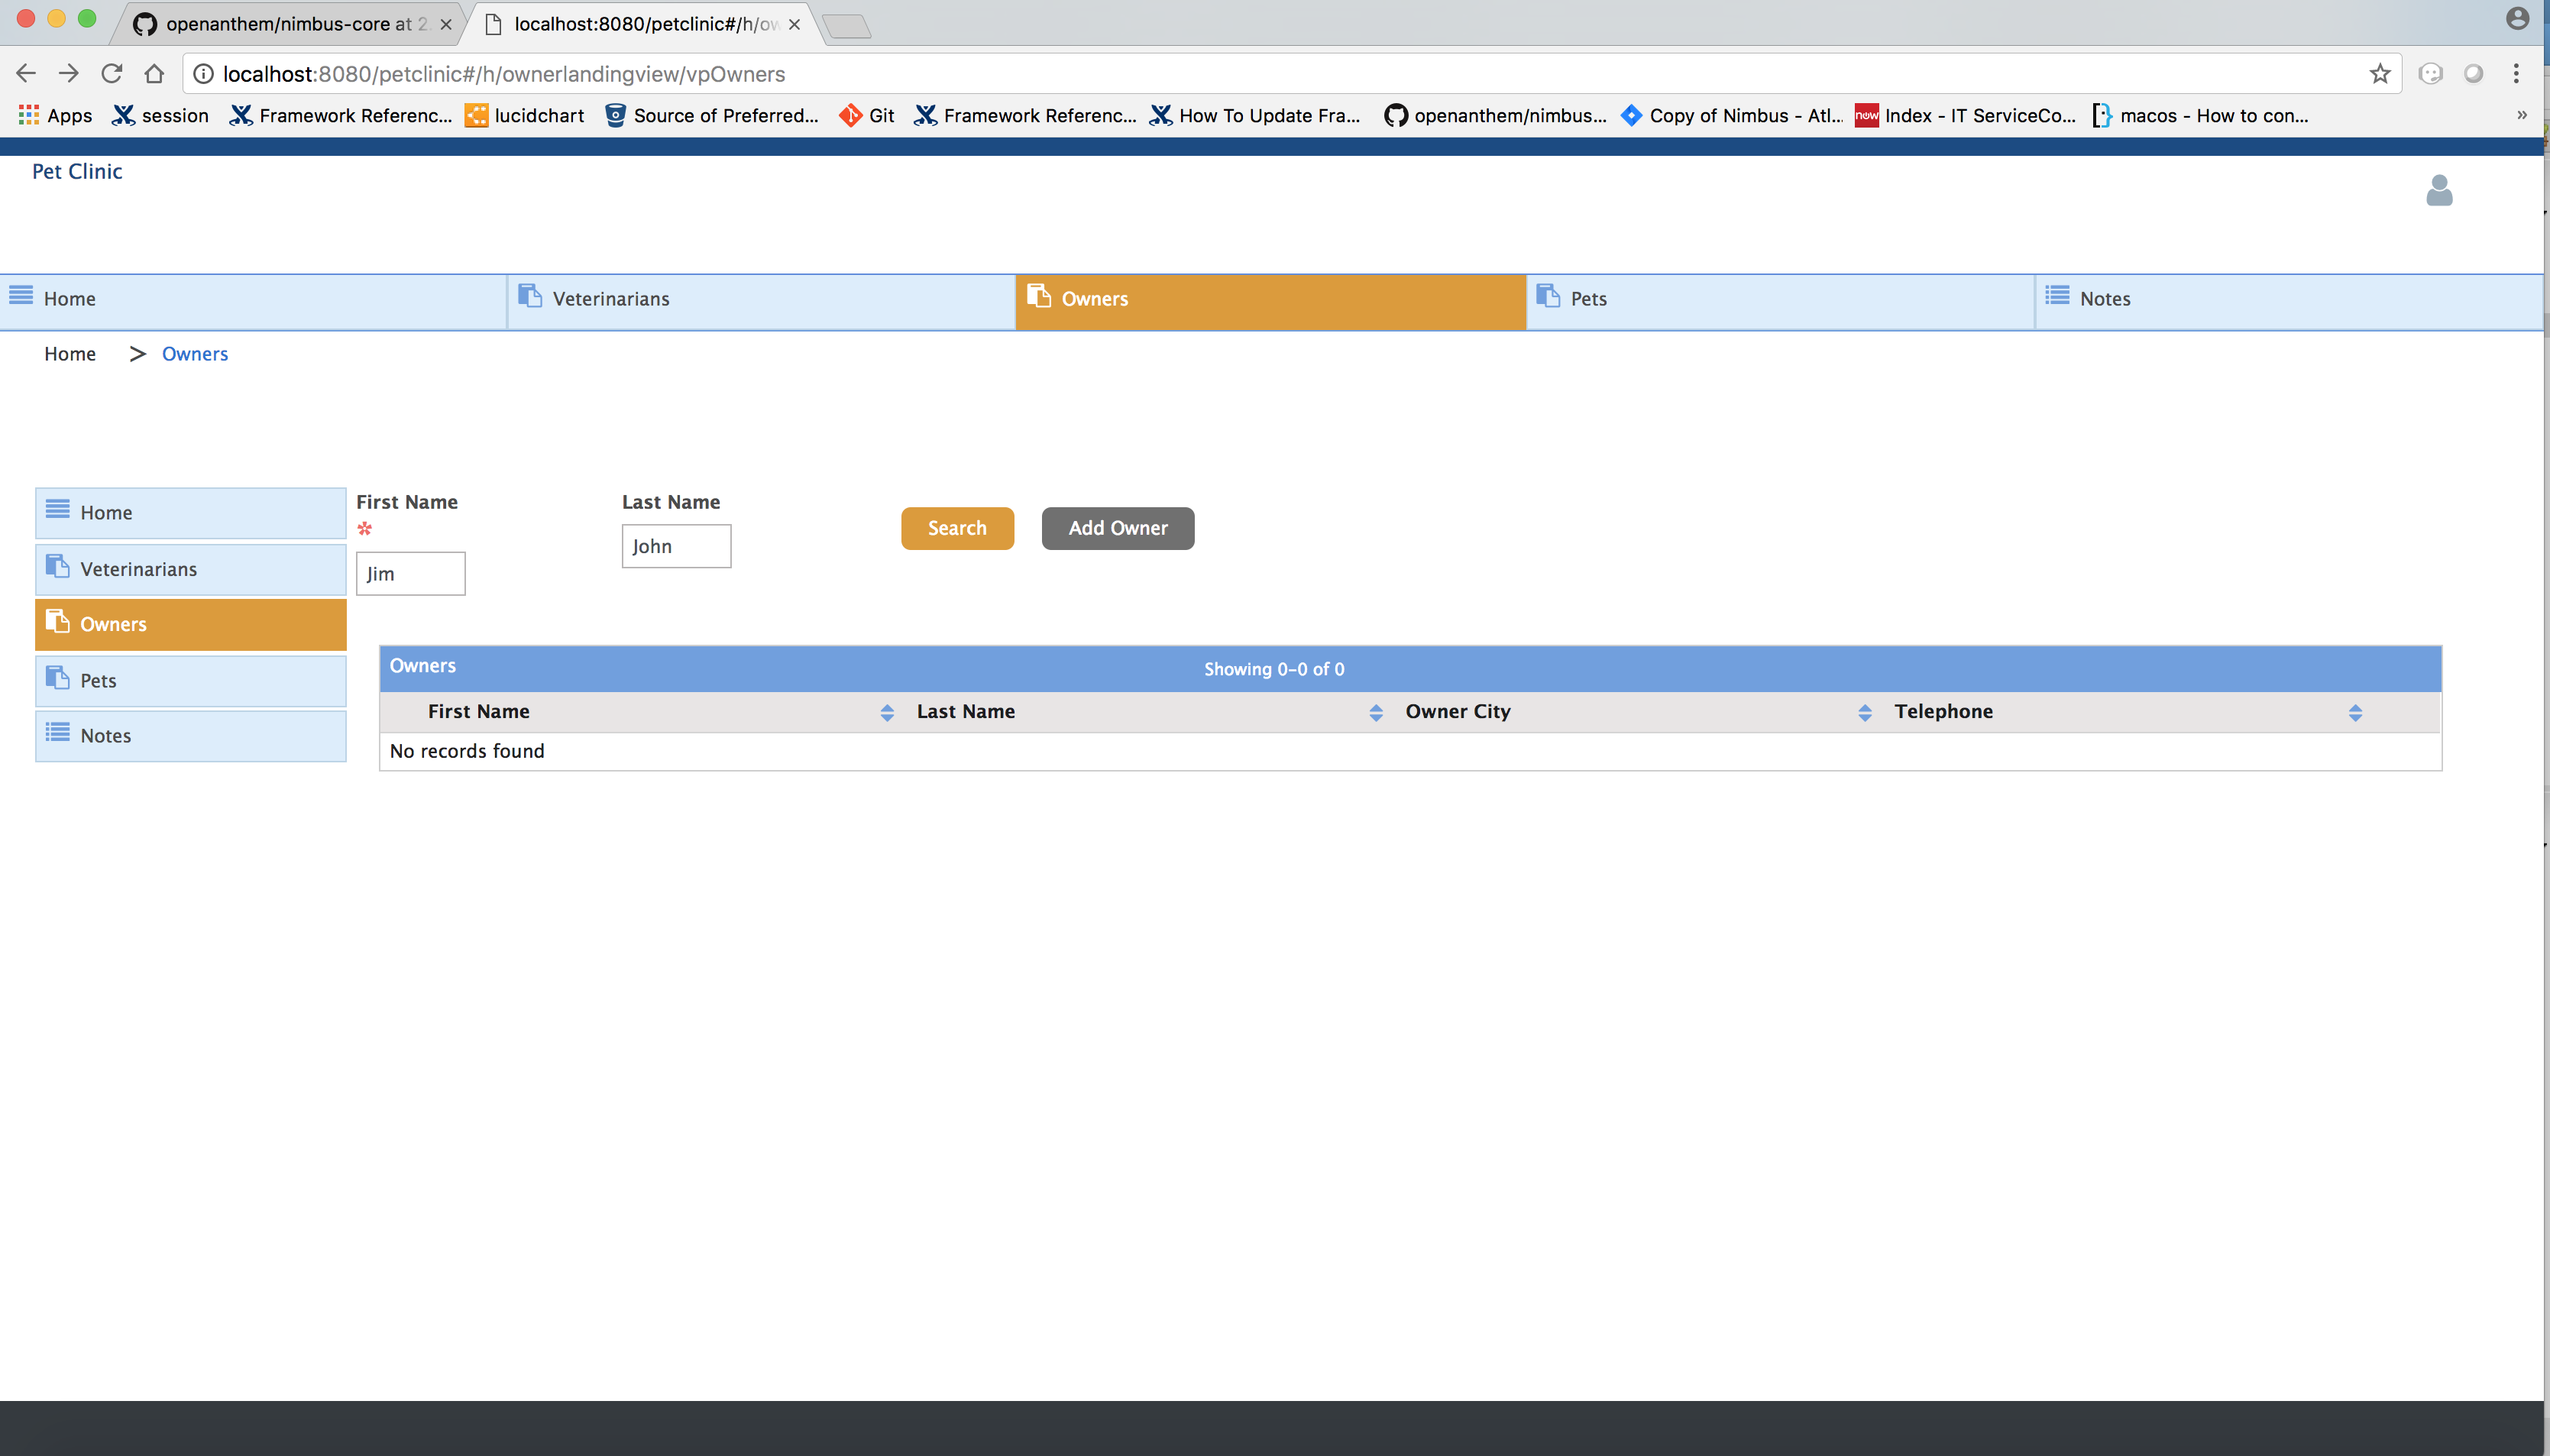 openanthem/nimbus-core at 2
localhost:8080/petclinic#/h/ow
localhost:8080/petclinic#/h/ownerlandingview/vpOwners
Apps session Framework Referenc... lucidchart Source of Preferred... Git Framework Referenc... How To Update Fra... openanthem/nimbus... Copy of Nimbus - Atl... now Index - IT ServiceCo... macos - How to con... »
Pet Clinic
Home Veterinarians Owners Pets Notes
Home > Owners
Home
Veterinarians
Owners
Pets
Notes
First Name
*
Jim
Last Name
John
Search Add Owner
Owners Showing 0-0 of 0
First Name Last Name Owner City Telephone
No records found